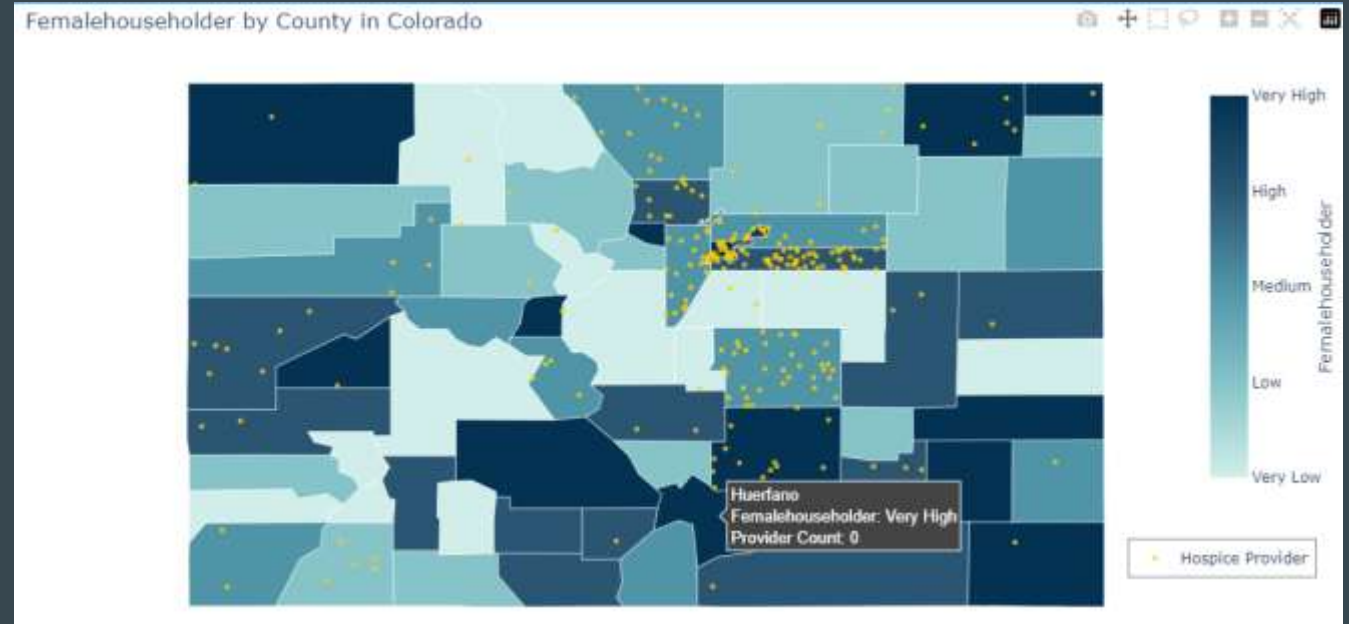 Femalehouseholder by County in Colorado
Very High
High
Medium
Low
Very Low
Femalehouseholder
Huerfano
Femalehouseholder: Very High
Provider Count: 0
Hospice Provider